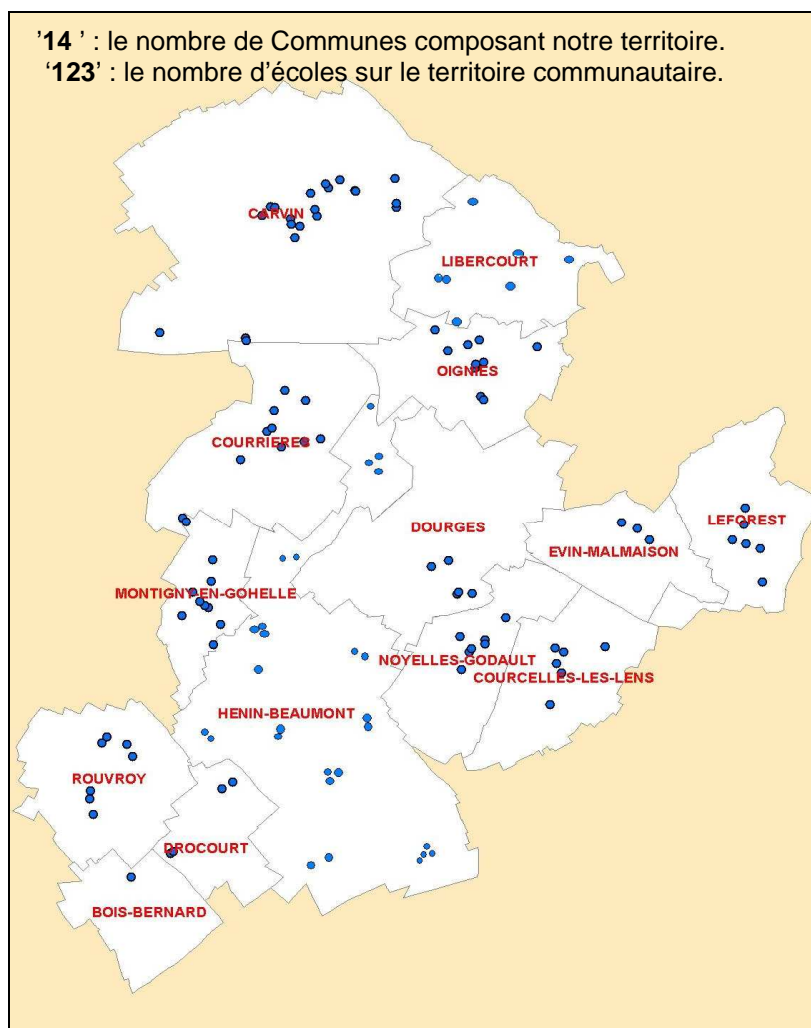 ’14 ’ : le nombre de Communes composant notre territoire.
‘123’ : le nombre d’écoles sur le territoire communautaire.
CARVIN
LIBERCOURT
OIGNIES
COURRIERES
DOURGES
LEFOREST
EVIN-MALMAISON
MONTIGNY-EN-GOHELLE
NOYELLES-GODAULT
COURCELLES-LES-LENS
HENIN-BEAUMONT
ROUVROY
DROCOURT
BOIS-BERNARD